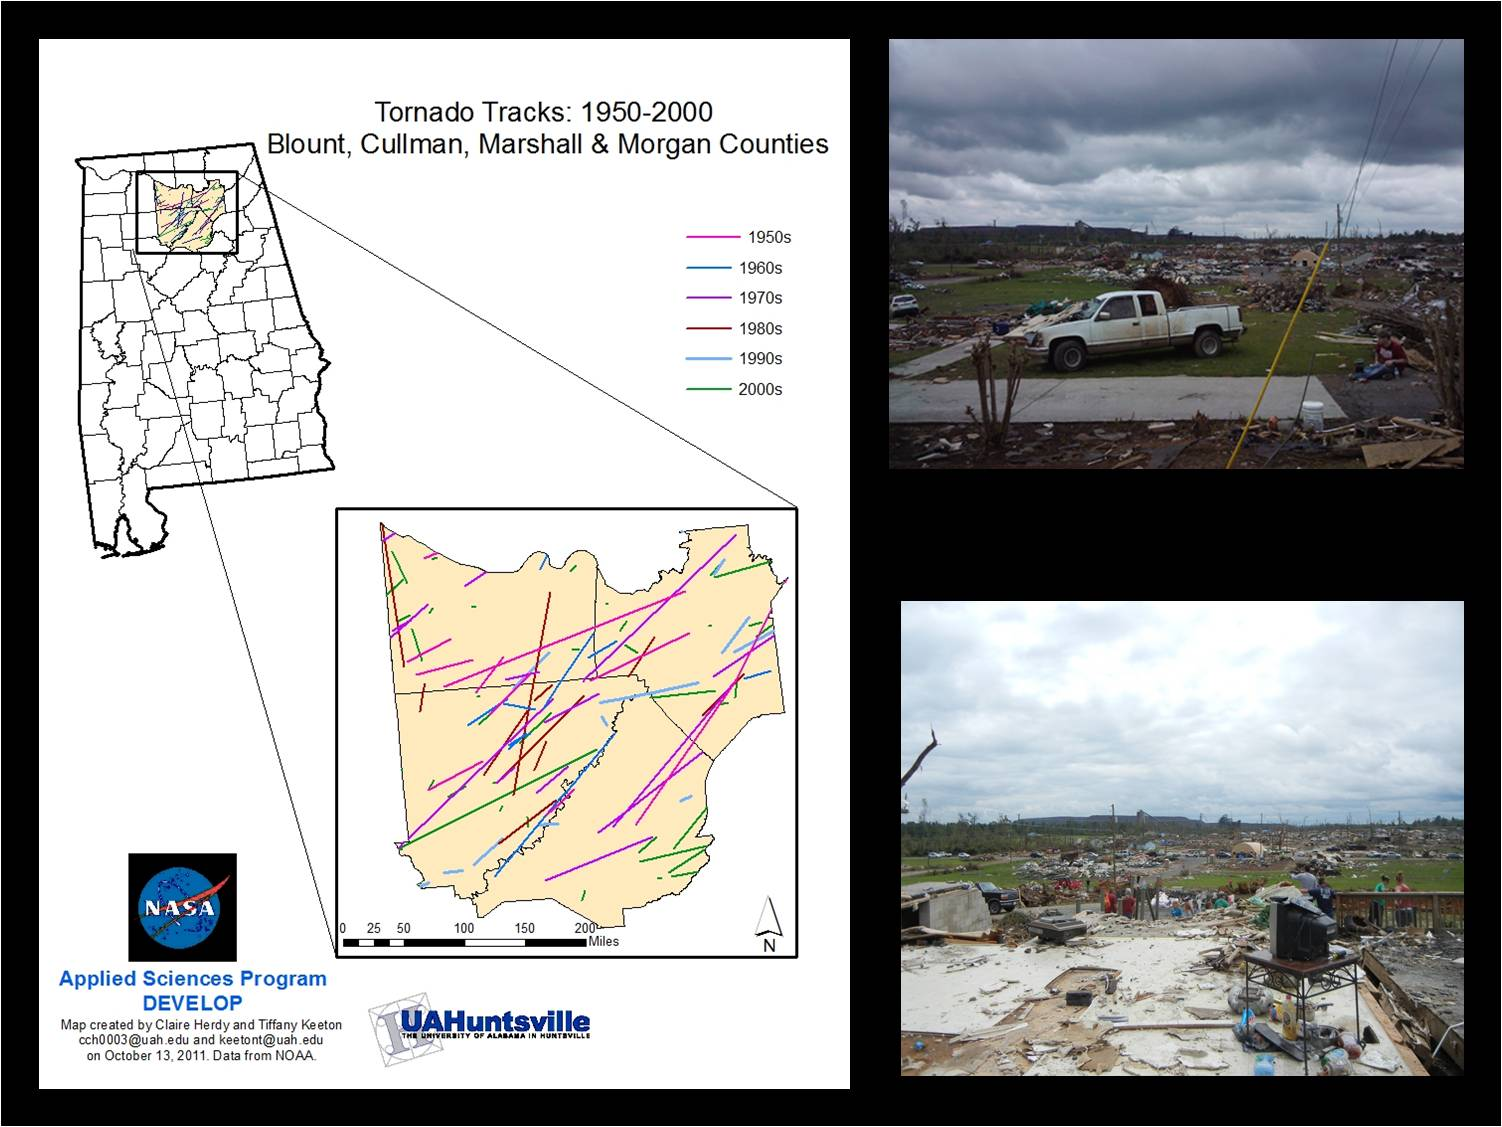 Tornado Tracks: 1950-2000
Blount, Cullman, Marshall & Morgan Counties
1950s
1960s
1970s
1980s
1990s
2000s
0 25 50 100 150 200
Miles
N
NASA
Applied Sciences Program
DEVELOP
Map created by Claire Herdy and Tiffany Keeton
cch0003@uah.edu and keetont@uah.edu
on October 13, 2011. Data from NOAA.
UAHuntsville
THE UNIVERSITY OF ALABAMA IN HUNTSVILLE